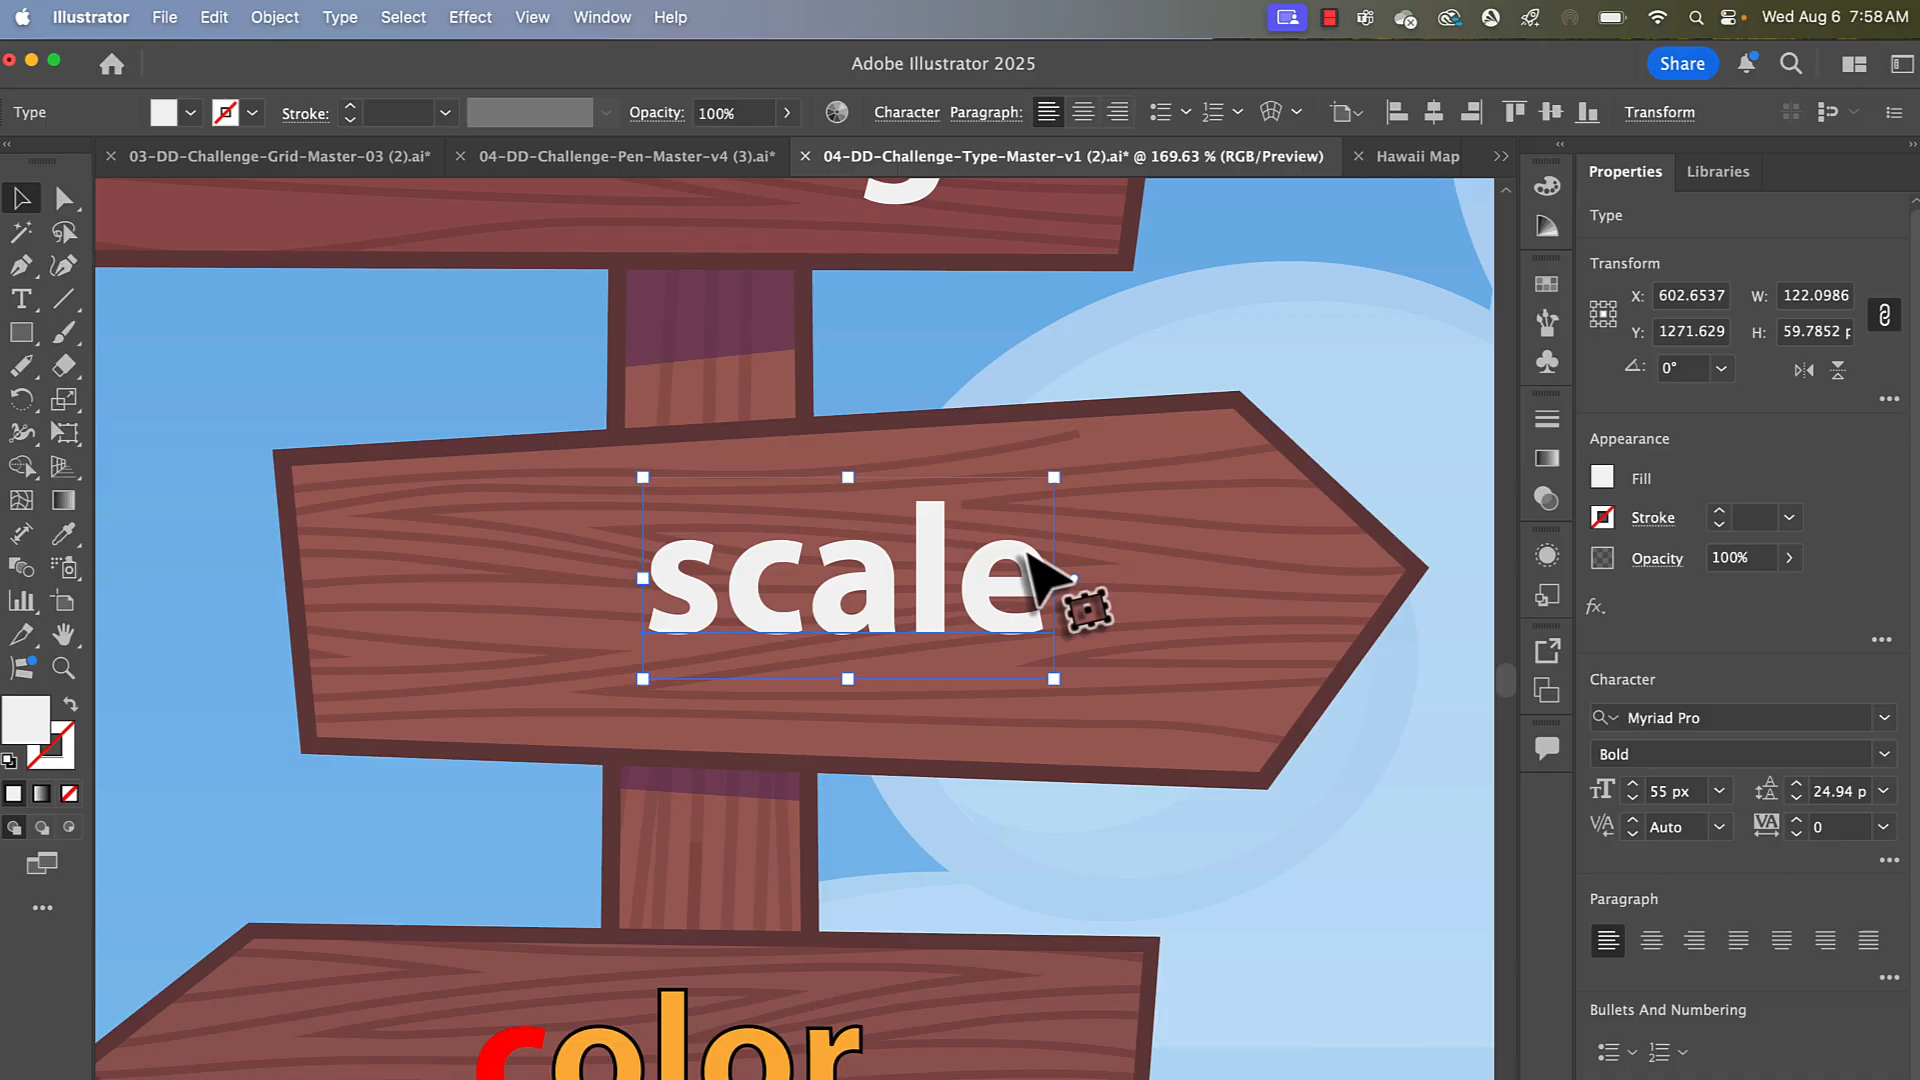 Illustrator File Edit Object Type Select Effect View Window Help Wed Aug 6 7:58 AM
Adobe Illustrator 2025 Share
Type Stroke: Opacity: 100% Character Paragraph: Transform
03-DD-Challenge-Grid-Master-03 (2).ai* 04-DD-Challenge-Pen-Master-v4 (3).ai* 04-DD-Challenge-Type-Master-v1 (2).ai* @ 169.63 % (RGB/Preview) Hawaii Map
Properties Libraries
Type
Transform
X: 602.6537 W: 122.0986
Y: 1271.629 H: 59.7852 p
0°
Appearance
Fill
Stroke
Opacity 100%
fx.
Character
Myriad Pro
Bold
55 px 24.94 p
Auto 0
Paragraph
Bullets And Numbering
scale
color